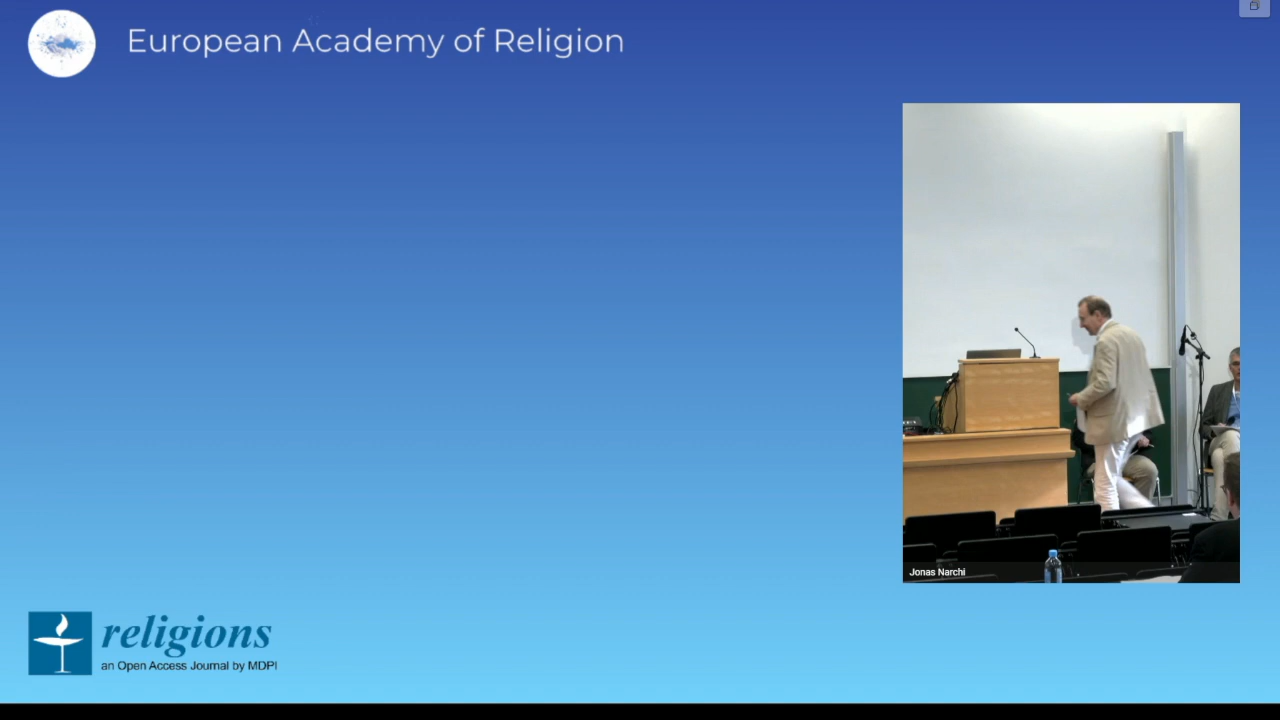 European Academy of Religion
Jonas Narchi
religions
an Open Access Journal by MDPI